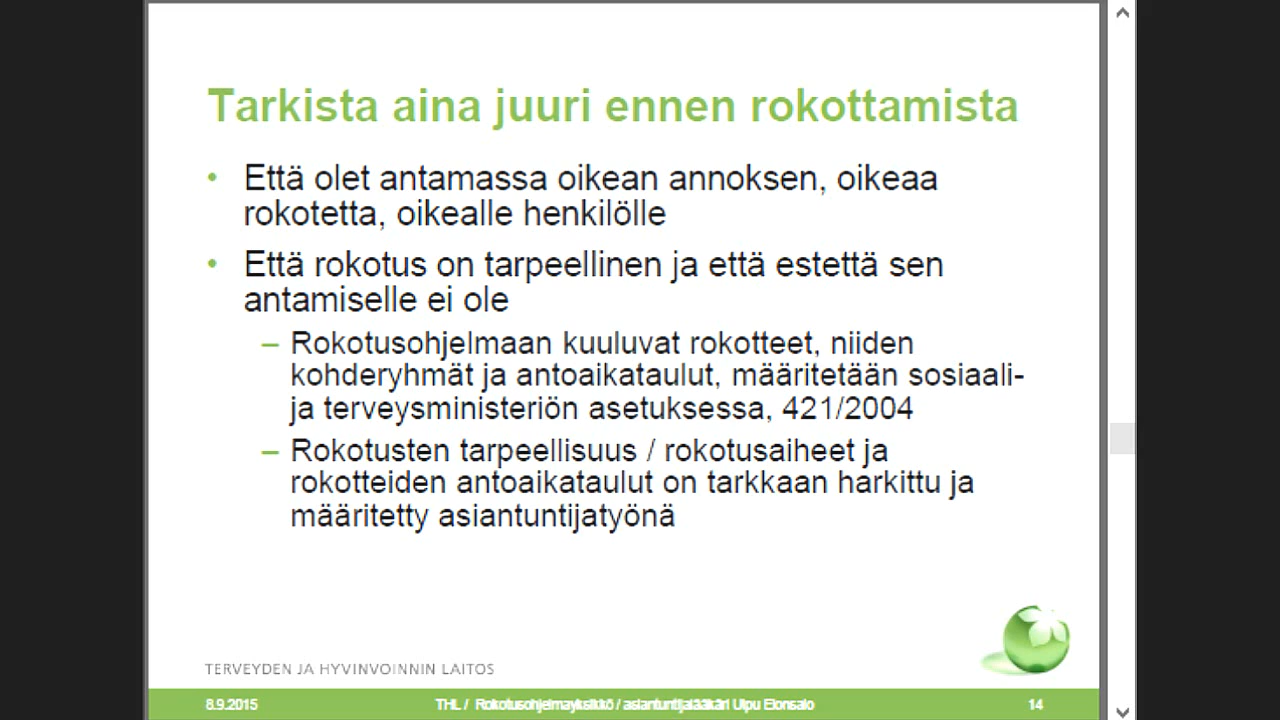 Tarkista aina juuri ennen rokottamista
• Että olet antamassa oikean annoksen, oikeaa
rokotetta, oikealle henkilölle
• Että rokotus on tarpeellinen ja että estettä sen
antamiselle ei ole
– Rokotusohjelmaan kuuluvat rokotteet, niiden
kohderyhmät ja antoaikataulut, määritetään sosiaali-
ja terveysministeriön asetuksessa, 421/2004
– Rokotusten tarpeellisuus / rokotusaiheet ja
rokotteiden antoaikataulut on tarkkaan harkittu ja
määritetty asiantuntijatyönä
TERVEYDEN JA HYVINVOINNIN LAITOS
8.9.2015 THL / Rokotusohjelmayksikkö / asiantuntijalääkäri Ulpu Elonsalo 14